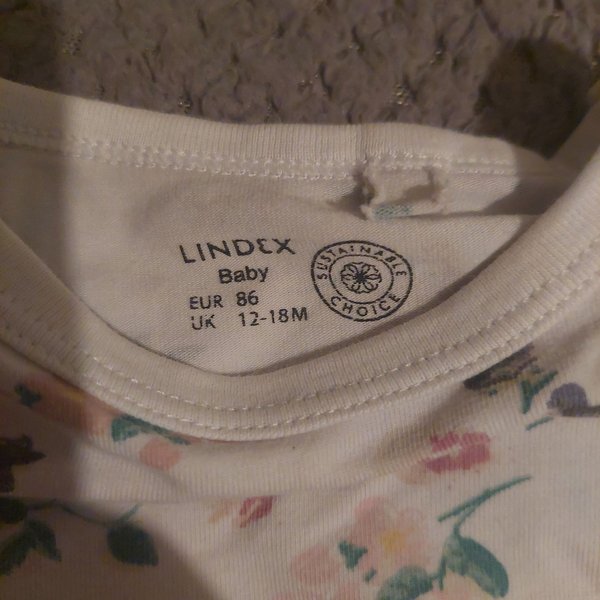 LINDEX
Baby
EUR 86
UK 12-18M
SUSTAINABLE
CHOICE